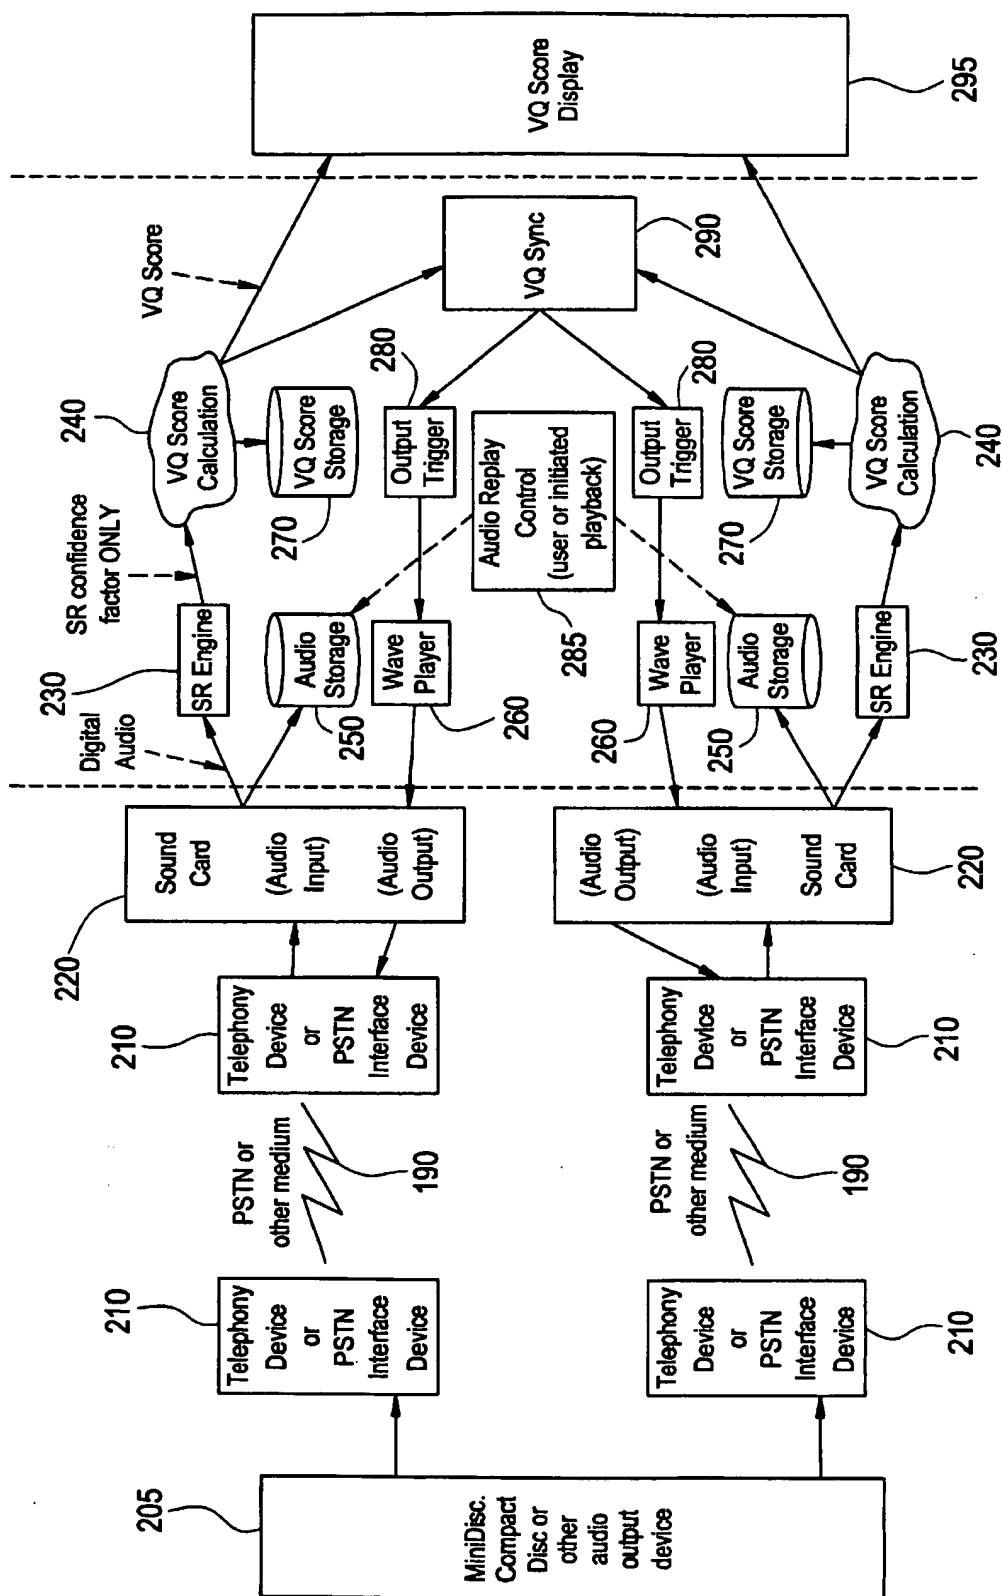 205
MiniDisc.
Compact
Disc or
other
audio
output
device
210
Telephony
Device
or
PSTN
Interface
Device
PSTN or
other medium
190
210
Telephony
Device
or
PSTN
Interface
Device
220
Sound
Card
(Audio
Input)
(Audio
Output)
Digital
Audio
230
SR Engine
SR confidence
factor ONLY
240
VQ Score
Calculation
VQ Score
Audio
Storage
250
VQ Score
Storage
270
Wave
Player
260
Output
Trigger
280
Audio Replay
Control
(user or initiated
playback)
285
VQ Sync
290
VQ Score
Display
295
Telephony
Device
or
PSTN
Interface
Device
210
PSTN or
other medium
190
Telephony
Device
or
PSTN
Interface
Device
210
(Audio
Output)
(Audio
Input)
Sound
Card
220
Wave
Player
260
Output
Trigger
280
Audio
Storage
250
VQ Score
Storage
270
SR Engine
230
VQ Score
Calculation
240